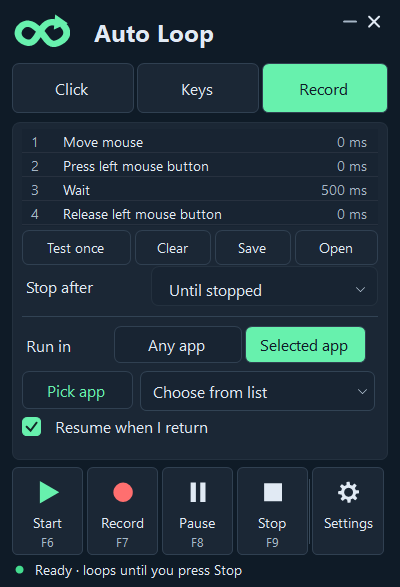 Auto Loop
Click Keys Record
1 Move mouse 0 ms
2 Press left mouse button 0 ms
3 Wait 500 ms
4 Release left mouse button 0 ms
Test once Clear Save Open
Stop after Until stopped
Run in Any app Selected app
Pick app Choose from list
Resume when I return
Start Record Pause Stop Settings
F6 F7 F8 F9
Ready · loops until you press Stop